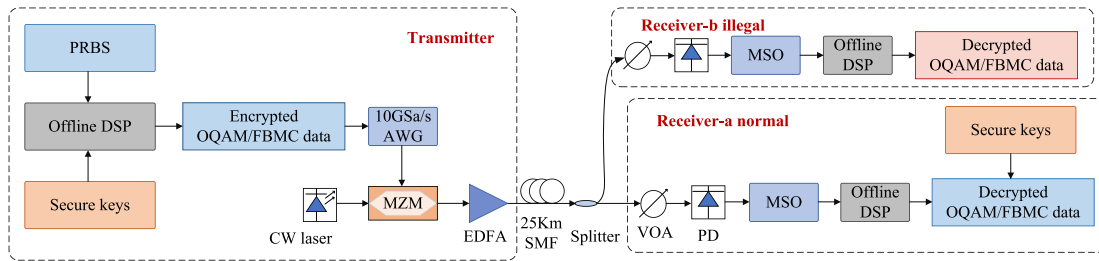 Transmitter
PRBS
Offline DSP
Secure keys
Encrypted
OQAM/FBMC data
10GSa/s
AWG
CW laser
MZM
EDFA
25Km
SMF
Splitter
Receiver-b illegal
MSO
Offline
DSP
Decrypted
OQAM/FBMC data
Receiver-a normal
Secure keys
VOA
PD
MSO
Offline
DSP
Decrypted
OQAM/FBMC data